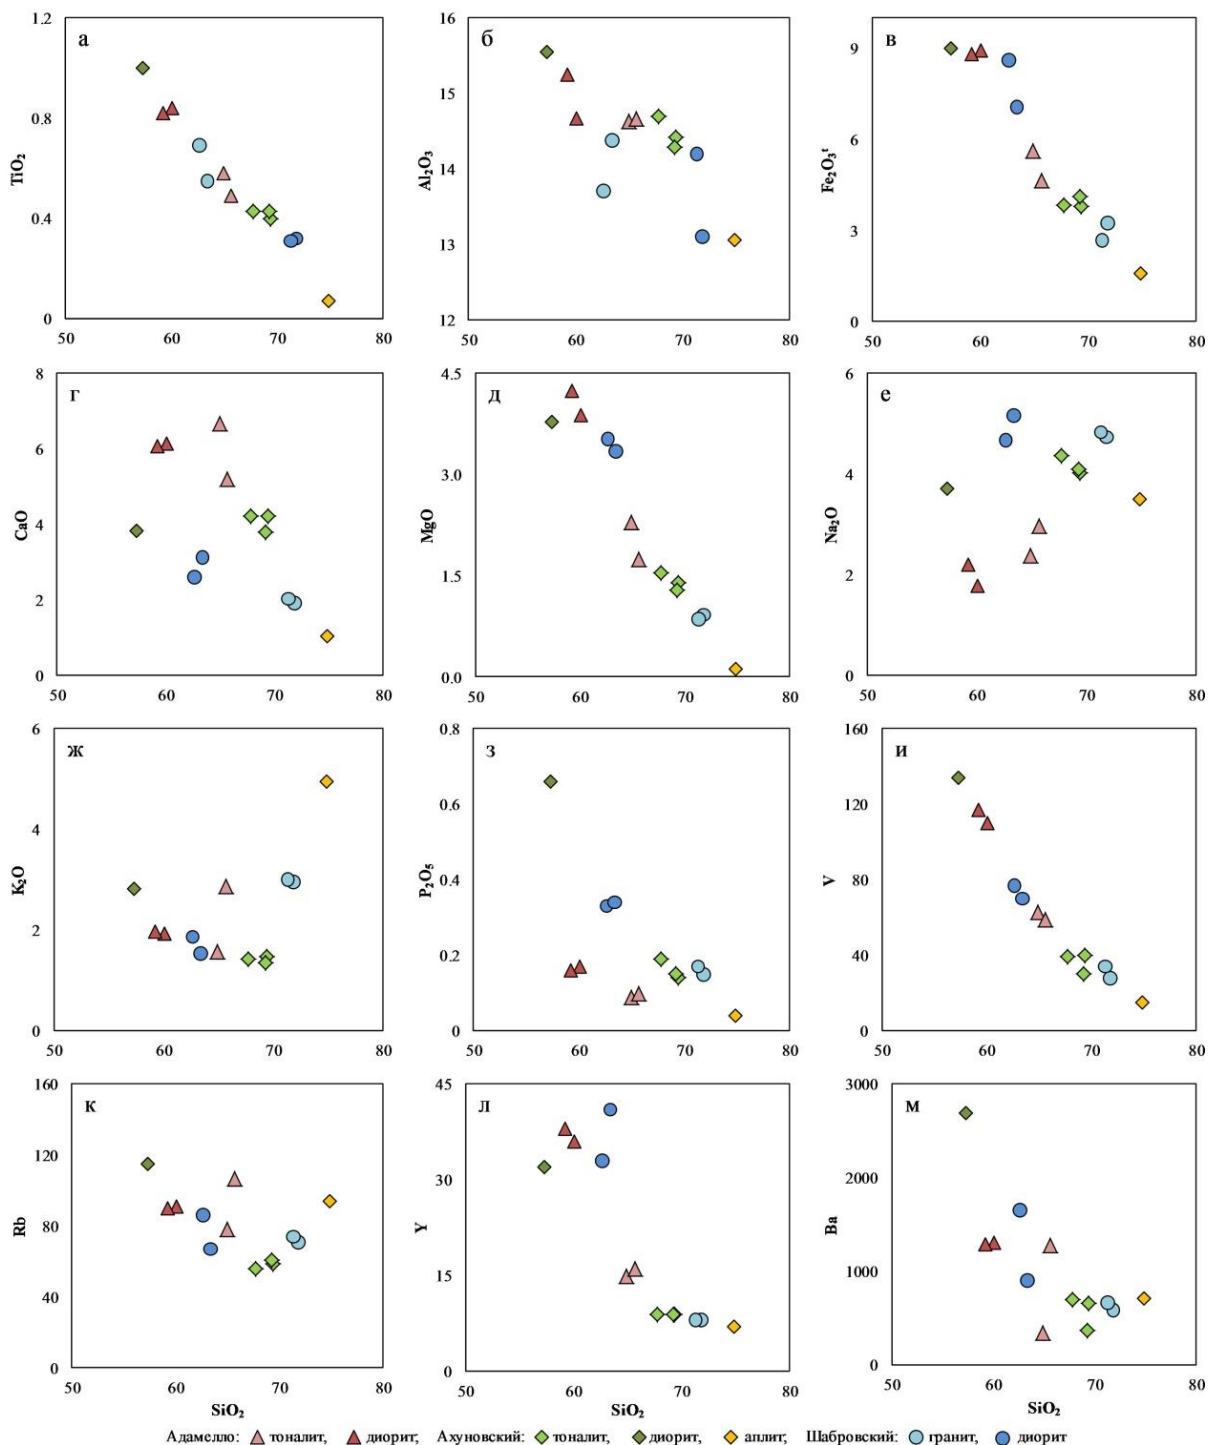 1.2
а
0.8
0.4
0
TiO₂
50 60 70 80
16
б
15
14
13
12
Al₂O₃
50 60 70 80
в
9
6
3
0
Fe₂O₃ᵗ
50 60 70 80
8
г
6
4
2
0
CaO
50 60 70 80
4.5
д
3.0
1.5
0.0
MgO
50 60 70 80
6
е
4
2
0
Na₂O
50 60 70 80
6
ж
4
2
0
K₂O
50 60 70 80
0.8
з
0.6
0.4
0.2
0
P₂O₅
50 60 70 80
160
и
120
80
40
0
V
50 60 70 80
160
к
120
80
40
0
Rb
50 60 70 80
SiO₂
45
л
30
15
0
Y
50 60 70 80
SiO₂
3000
м
2000
1000
0
Ba
50 60 70 80
SiO₂
Адамелло: тоналит, диорит; Ахуновский: тоналит, диорит, аплит; Шабровский: гранит, диорит